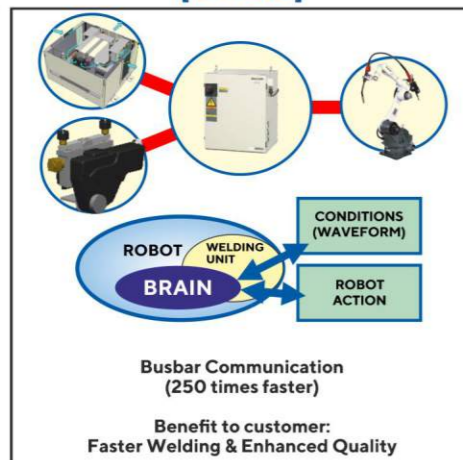 ROBOT
WELDING
UNIT
BRAIN
CONDITIONS
(WAVEFORM)
ROBOT
ACTION
Busbar Communication
(250 times faster)
Benefit to customer:
Faster Welding & Enhanced Quality